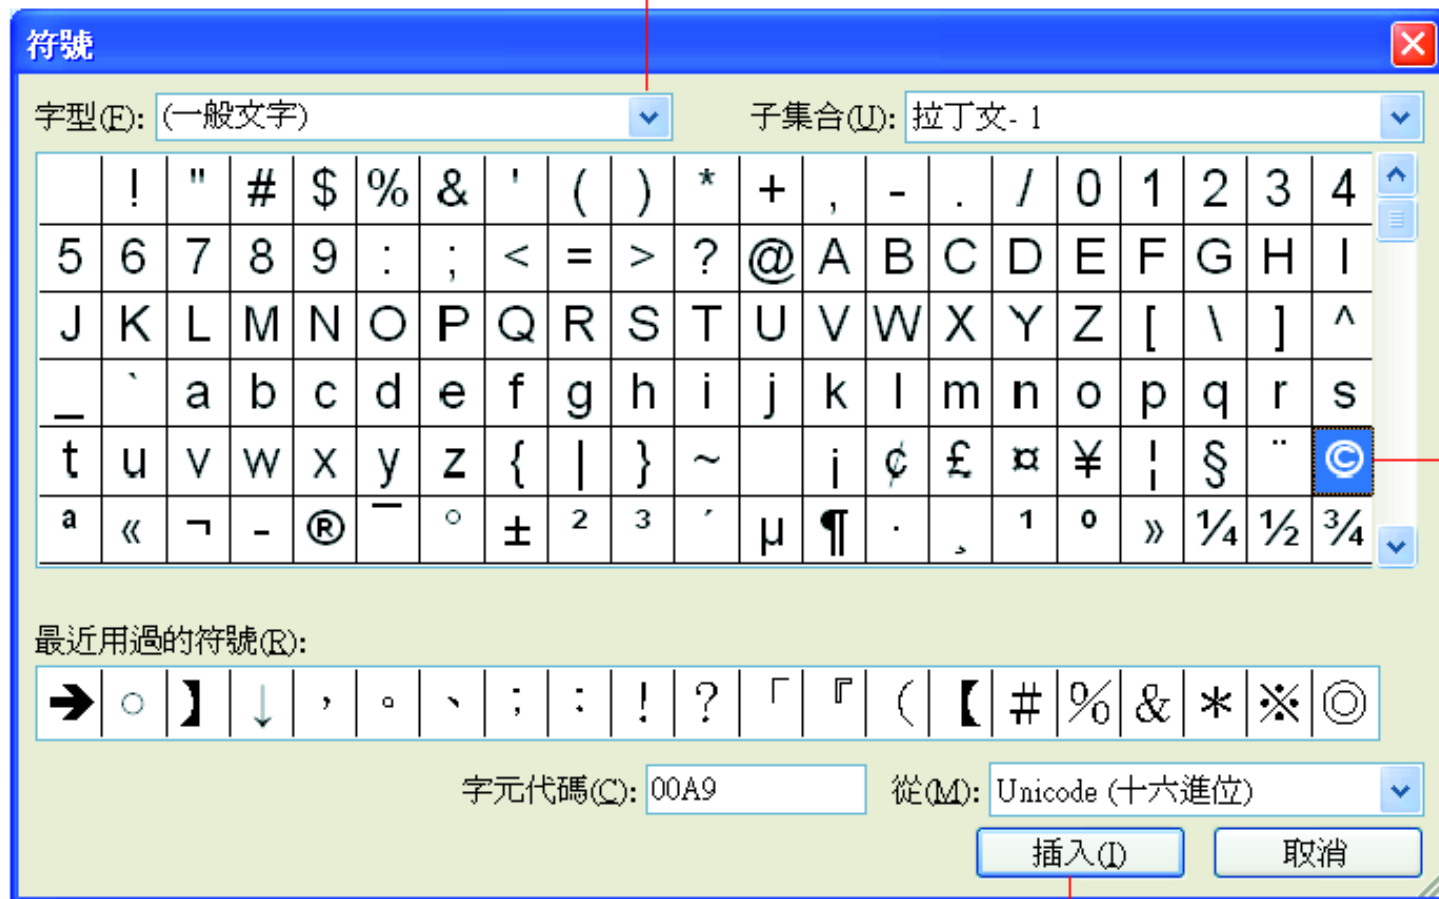 符號
字型(F): (一般文字) 子集合(U): 拉丁文- 1
! " # $ % & ' ( ) * + , - . / 0 1 2 3 4
5 6 7 8 9 : ; < = > ? @ A B C D E F G H I
J K L M N O P Q R S T U V W X Y Z [ \ ] ^
_ ` a b c d e f g h i j k l m n o p q r s
t u v w x y z { | } ~ ¡ ¢ £ ¤ ¥ ¦ § ¨ ©
ª « ¬ - ® ¯ ° ± ² ³ ´ µ ¶ · ¸ ¹ º » ¼ ½ ¾
最近用過的符號(R):
➔ ○ 】 ↓ , 。 、 ; : ! ? 「 『 ( 【 # % & * ※ ◎
字元代碼(C): 00A9 從(M): Unicode (十六進位)
插入(I) 取消